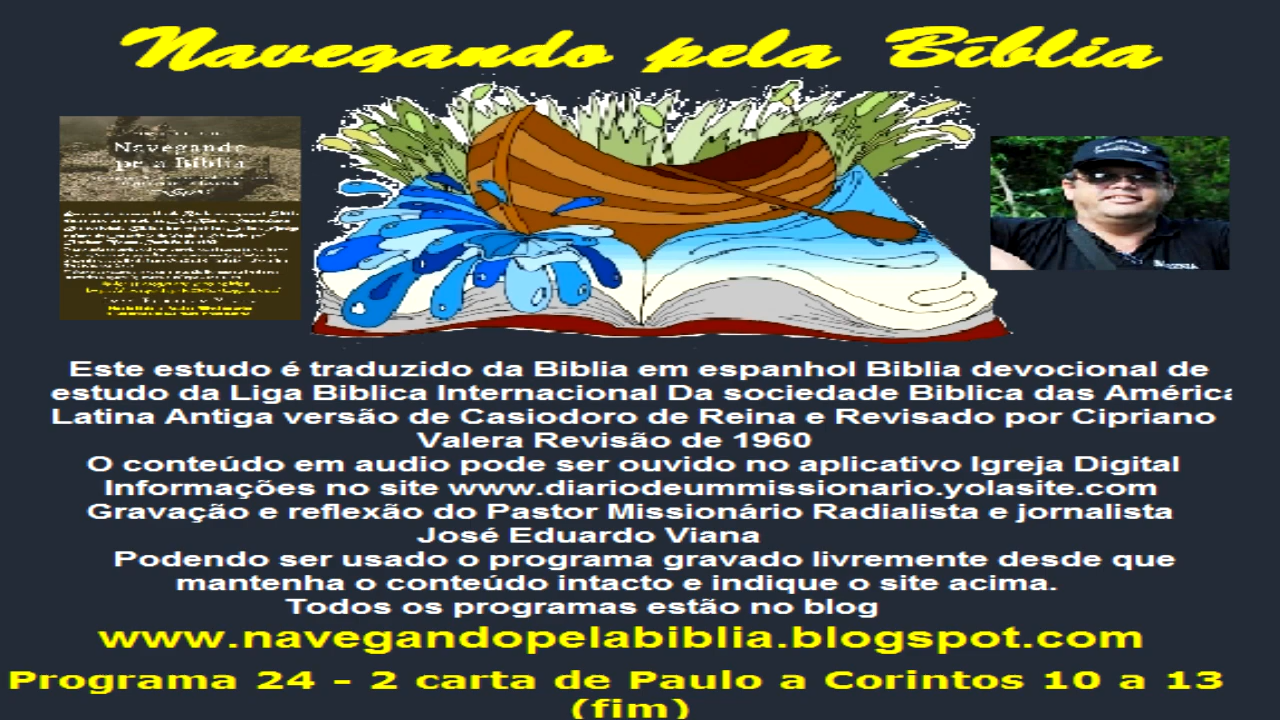 Navegando pela Bíblia
Navegando
pela Bíblia
Este estudo é traduzido da Biblia em espanhol Biblia devocional de
estudo da Liga Biblica Internacional Da sociedade Biblica das América
Latina Antiga versão de Casiodoro de Reina e Revisado por Cipriano
Valera Revisão de 1960
O conteúdo em audio pode ser ouvido no aplicativo Igreja Digital
Informações no site www.diariodeummissionario.yolasite.com
Gravação e reflexão do Pastor Missionário Radialista e jornalista
José Eduardo Viana
Podendo ser usado o programa gravado livremente desde que
mantenha o conteúdo intacto e indique o site acima.
Todos os programas estão no blog
www.navegandopelabiblia.blogspot.com
Programa 24 - 2 carta de Paulo a Corintos 10 a 13
(fim)